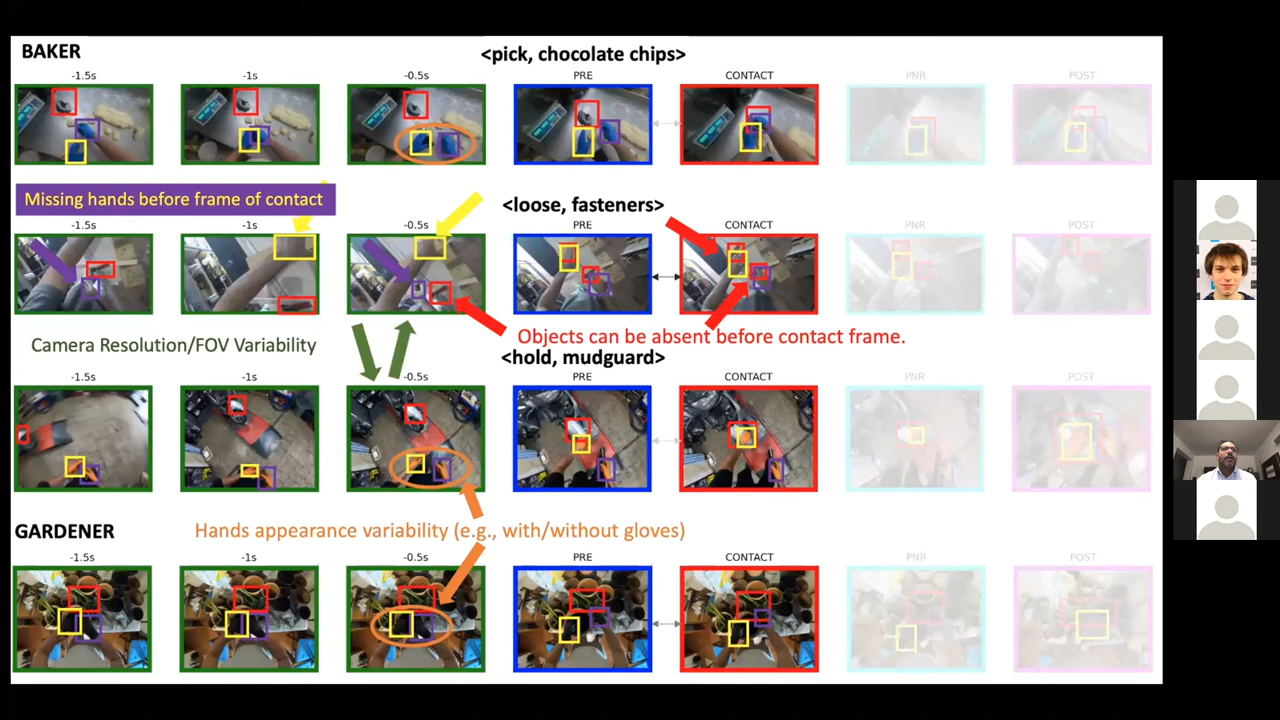 BAKER
<pick, chocolate chips>
-1.5s
-1s
-0.5s
PRE
CONTACT
PNR
POST
Missing hands before frame of contact
<loose, fasteners>
-1.5s
-1s
-0.5s
PRE
CONTACT
PNR
POST
Objects can be absent before contact frame.
Camera Resolution/FOV Variability
<hold, mudguard>
-1.5s
-1s
-0.5s
PRE
CONTACT
PNR
POST
GARDENER
Hands appearance variability (e.g., with/without gloves)
-1.5s
-1s
-0.5s
PRE
CONTACT
PNR
POST